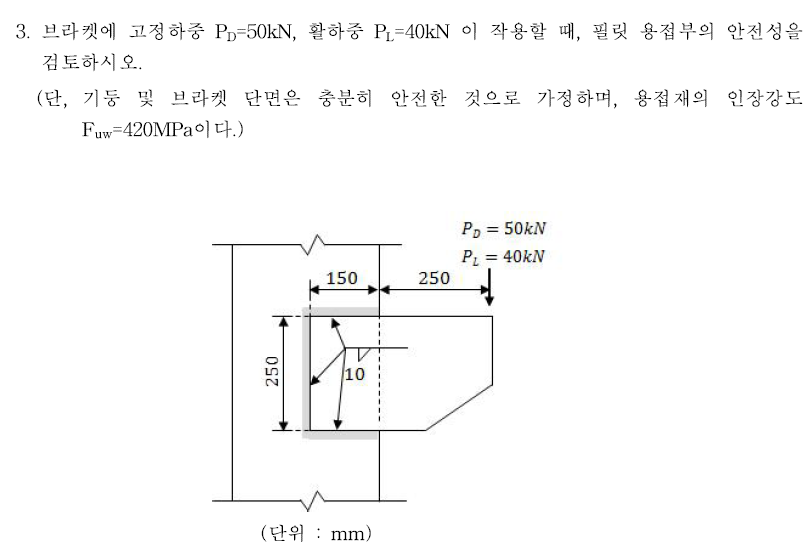 3. 브라켓에 고정하중 P_D=50kN, 활하중 P_L=40kN 이 작용할 때, 필릿 용접부의 안전성을
검토하시오.
(단, 기둥 및 브라켓 단면은 충분히 안전한 것으로 가정하며, 용접재의 인장강도
F_uw=420MPa이다.)
P_D = 50kN
P_L = 40kN
150
250
250
10
(단위 : mm)